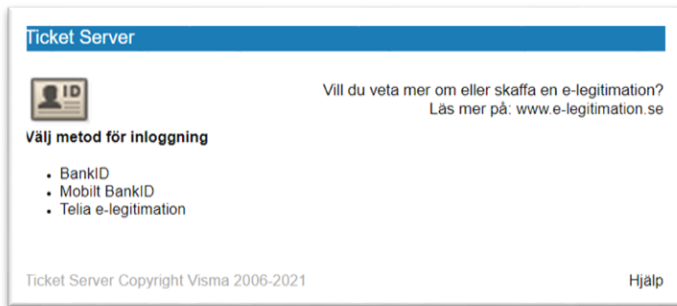 Ticket Server
ID
Vill du veta mer om eller skaffa en e-legitimation?
Läs mer på: www.e-legitimation.se
Välj metod för inloggning
• BankID
• Mobilt BankID
• Telia e-legitimation
Ticket Server Copyright Visma 2006-2021
Hjälp